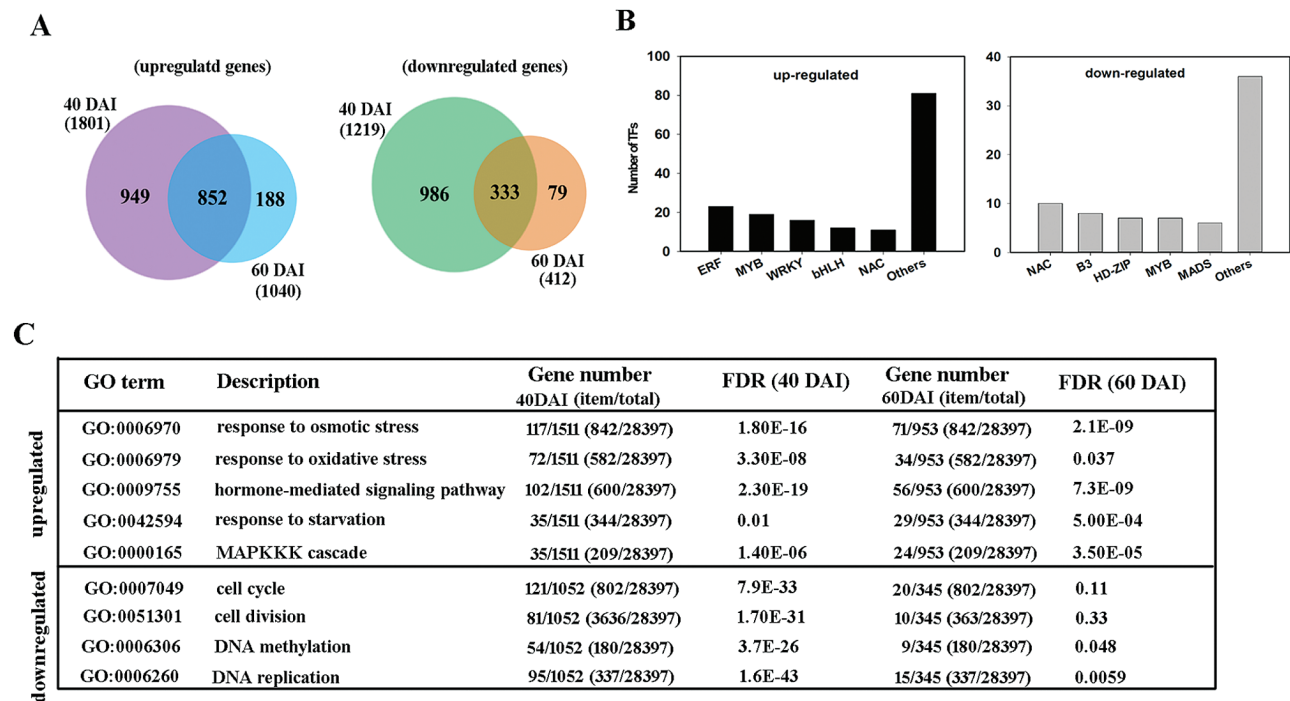 A
(upregulatd genes)
(downregulated genes)
40 DAI
(1801)
949
852
188
60 DAI
(1040)
40 DAI
(1219)
986
333
79
60 DAI
(412)
B
Number of TFs
100
80
60
40
20
0
up-regulated
ERF
MYB
WRKY
bHLH
NAC
Others
40
30
20
10
0
down-regulated
NAC
B3
HD-ZIP
MYB
MADS
Others
C
GO term Description Gene number FDR (40 DAI) Gene number FDR (60 DAI)
40DAI (item/total) 60DAI (item/total)
upregulated
GO:0006970 response to osmotic stress 117/1511 (842/28397) 1.80E-16 71/953 (842/28397) 2.1E-09
GO:0006979 response to oxidative stress 72/1511 (582/28397) 3.30E-08 34/953 (582/28397) 0.037
GO:0009755 hormone-mediated signaling pathway 102/1511 (600/28397) 2.30E-19 56/953 (600/28397) 7.3E-09
GO:0042594 response to starvation 35/1511 (344/28397) 0.01 29/953 (344/28397) 5.00E-04
GO:0000165 MAPKKK cascade 35/1511 (209/28397) 1.40E-06 24/953 (209/28397) 3.50E-05
downregulated
GO:0007049 cell cycle 121/1052 (802/28397) 7.9E-33 20/345 (802/28397) 0.11
GO:0051301 cell division 81/1052 (3636/28397) 1.70E-31 10/345 (363/28397) 0.33
GO:0006306 DNA methylation 54/1052 (180/28397) 3.7E-26 9/345 (180/28397) 0.048
GO:0006260 DNA replication 95/1052 (337/28397) 1.6E-43 15/345 (337/28397) 0.0059